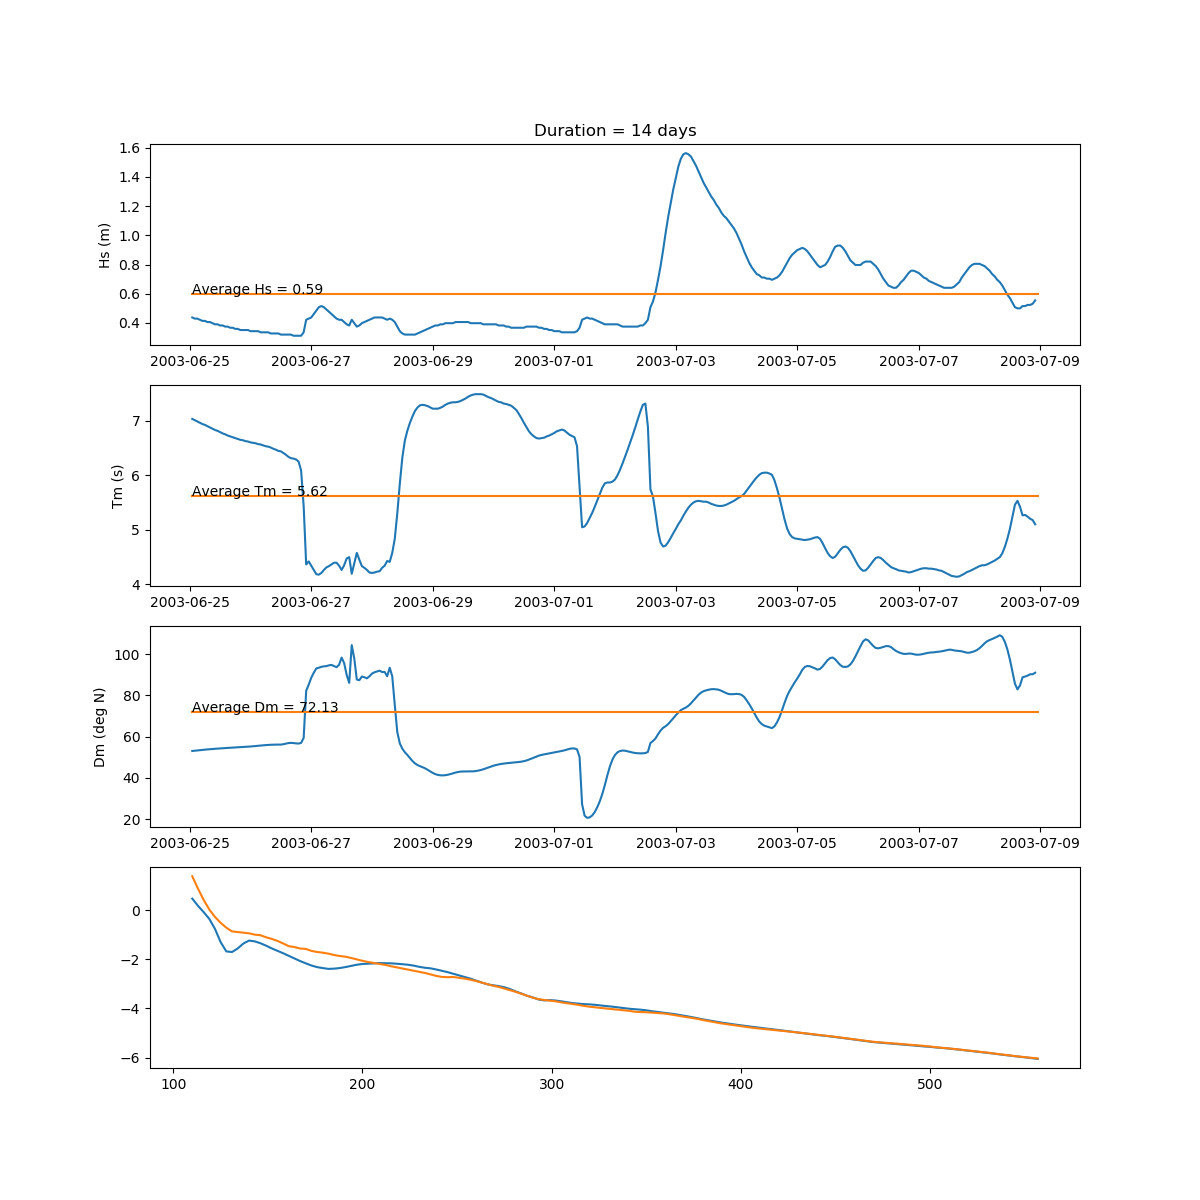 Duration = 14 days
1.6
1.4
1.2
1.0
0.8
0.6
0.4
Hs (m)
Average Hs = 0.59
2003-06-25 2003-06-27 2003-06-29 2003-07-01 2003-07-03 2003-07-05 2003-07-07 2003-07-09
7
6
5
4
Tm (s)
Average Tm = 5.62
2003-06-25 2003-06-27 2003-06-29 2003-07-01 2003-07-03 2003-07-05 2003-07-07 2003-07-09
100
80
60
40
20
Dm (deg N)
Average Dm = 72.13
2003-06-25 2003-06-27 2003-06-29 2003-07-01 2003-07-03 2003-07-05 2003-07-07 2003-07-09
0
−2
−4
−6
100 200 300 400 500